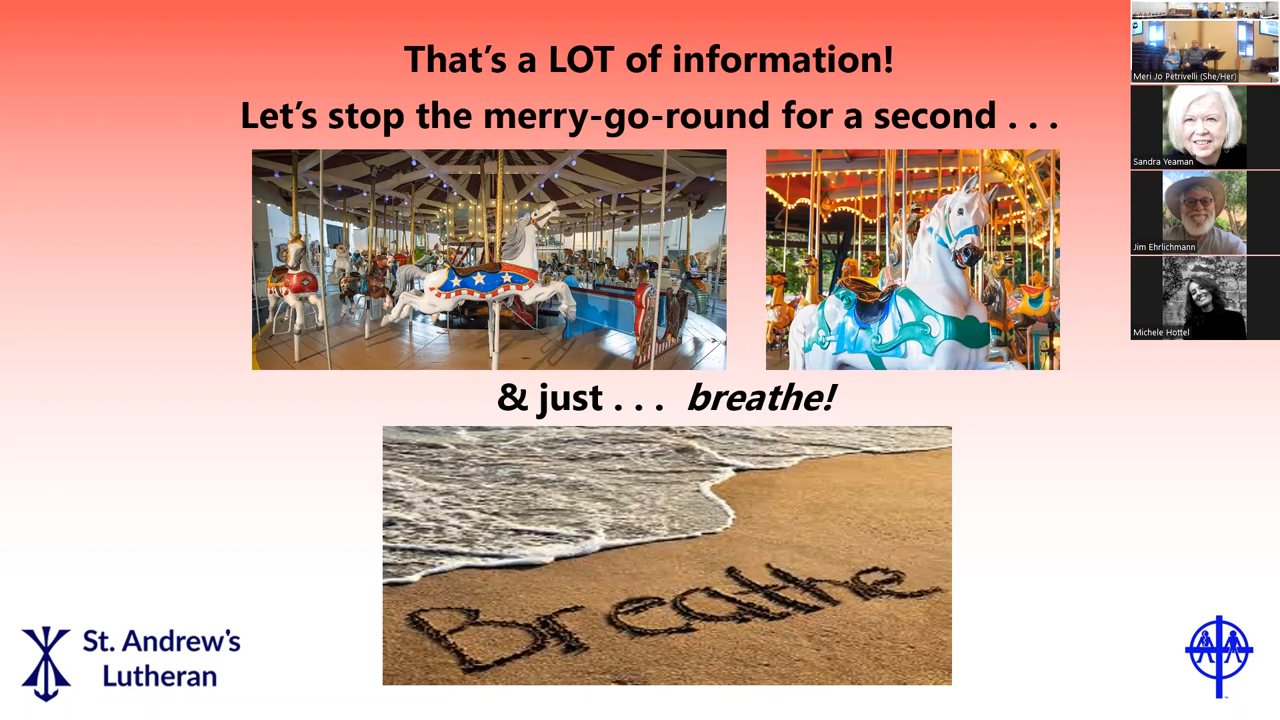 That's a LOT of information!
Let's stop the merry-go-round for a second . . .
& just . . . breathe!
Breathe
St. Andrew's
Lutheran
Meri Jo Petrivelli (She/Her)
Sandra Yeaman
Jim Ehrlichmann
Michele Hottel